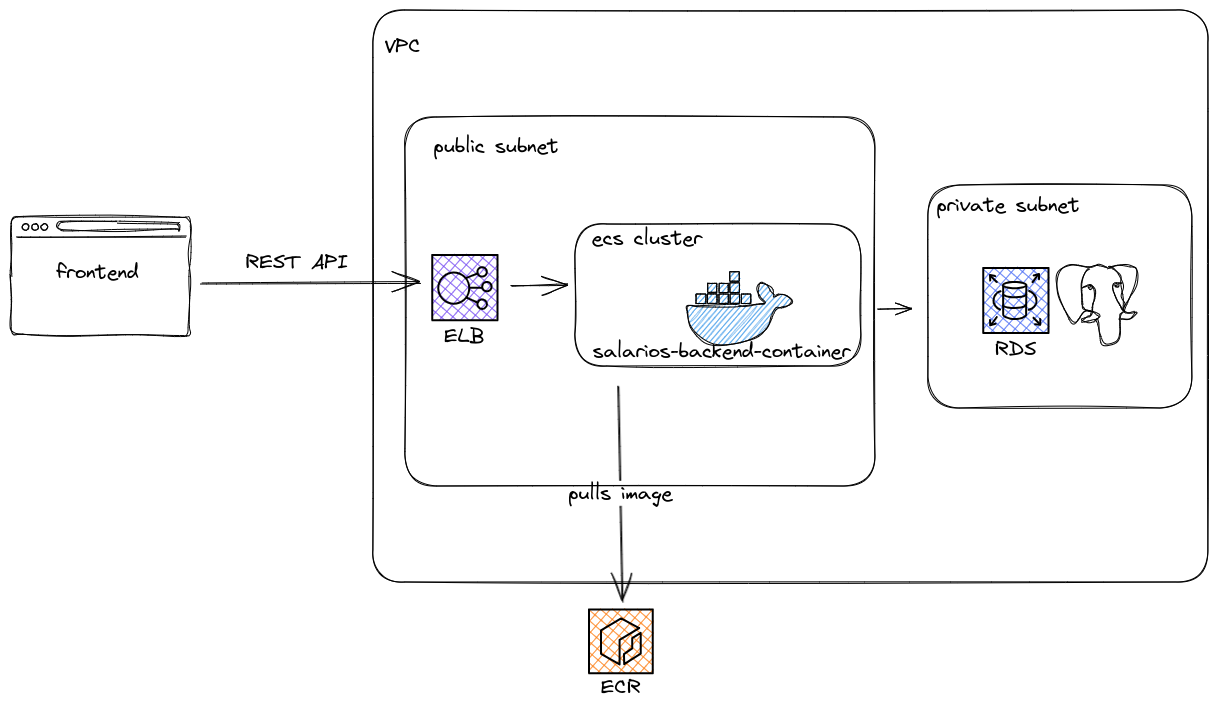 VPC
public subnet
private subnet
ecs cluster
REST API
frontend
ELB
RDS
salarios-backend-container
pulls image
ECR